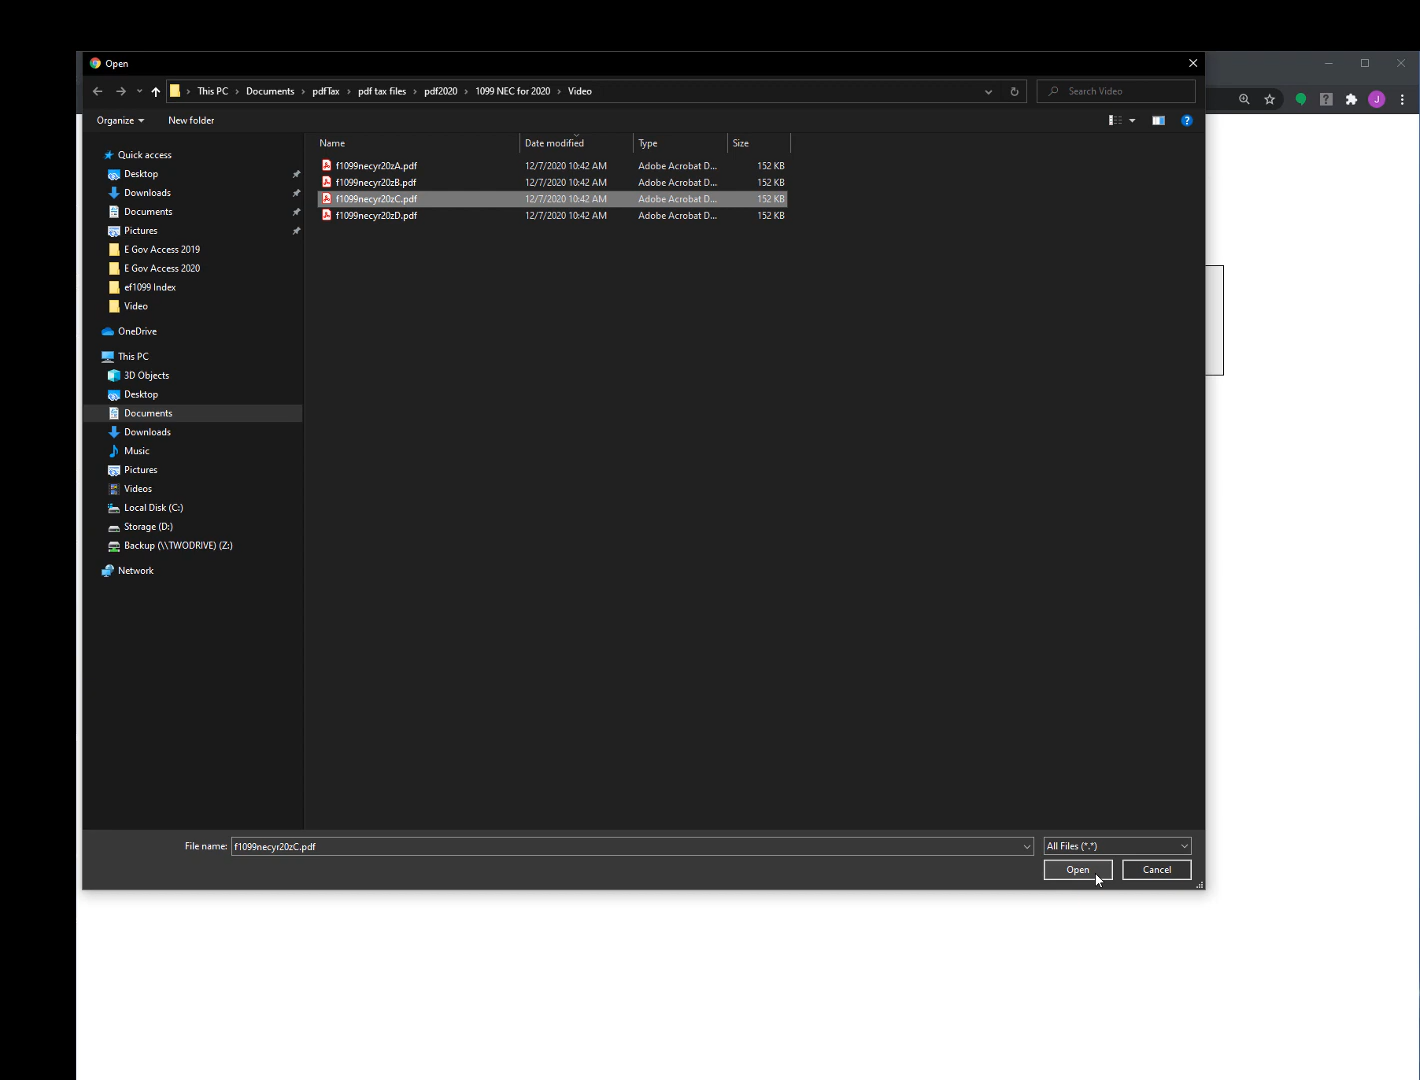 Open
This PC > Documents > pdfTax > pdf tax files > pdf2020 > 1099 NEC for 2020 > Video
Search Video
J
Organize
New folder
?
Name
Date modified
Type
Size
f1099necyr20zA.pdf 12/7/2020 10:42 AM Adobe Acrobat D... 152 KB
f1099necyr20zB.pdf 12/7/2020 10:42 AM Adobe Acrobat D... 152 KB
f1099necyr20zC.pdf 12/7/2020 10:42 AM Adobe Acrobat D... 152 KB
f1099necyr20zD.pdf 12/7/2020 10:42 AM Adobe Acrobat D... 152 KB
Quick access
Desktop
Downloads
Documents
Pictures
E Gov Access 2019
E Gov Access 2020
ef1099 Index
Video
OneDrive
This PC
3D Objects
Desktop
Documents
Downloads
Music
Pictures
Videos
Local Disk (C:)
Storage (D:)
Backup (\\TWODRIVE) (Z:)
Network
File name: f1099necyr20zC.pdf
All Files (*.*)
Open
Cancel